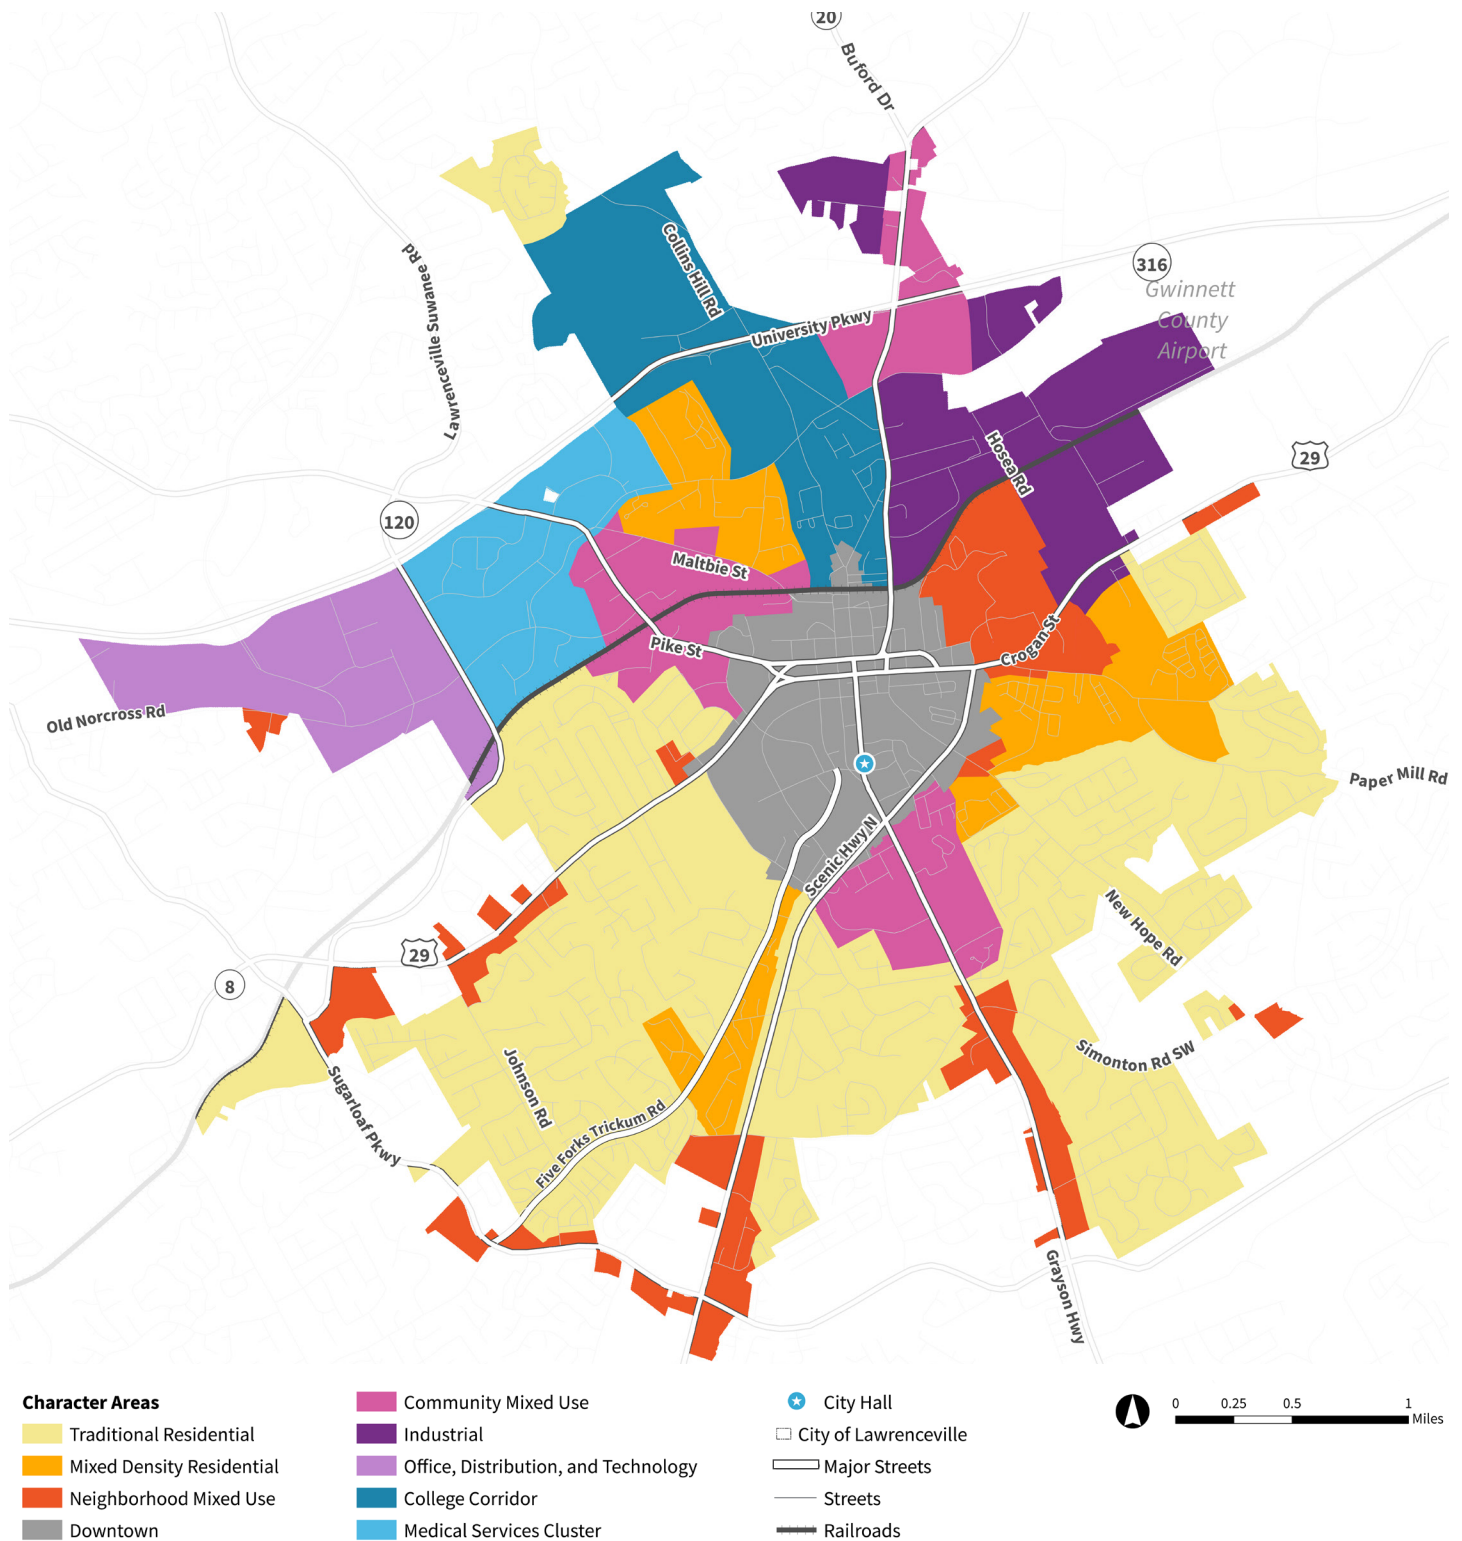 20
Buford Dr
316
Gwinnett
County
Airport
Collins Hill Rd
Lawrenceville Suwanee Rd
University Pkwy
Hosea Rd
29
120
Maltbie St
Pike St
Crogan St
Old Norcross Rd
Paper Mill Rd
Scenic Hwy N
New Hope Rd
29
8
Simonton Rd SW
Johnson Rd
Sugarloaf Pkwy
Five Forks Trickum Rd
Grayson Hwy
Character Areas
Traditional Residential
Mixed Density Residential
Neighborhood Mixed Use
Downtown
Community Mixed Use
Industrial
Office, Distribution, and Technology
College Corridor
Medical Services Cluster
City Hall
City of Lawrenceville
Major Streets
Streets
Railroads
0 0.25 0.5 1
Miles